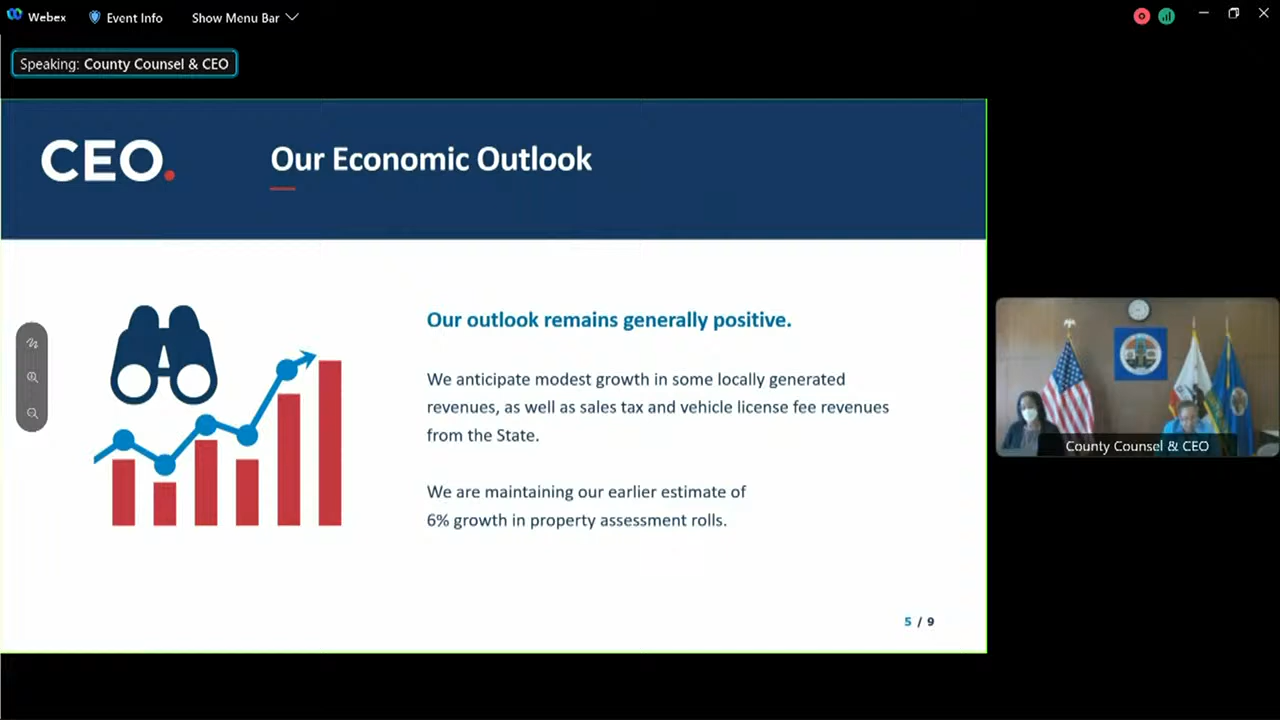 Webex
Event Info
Show Menu Bar
Speaking: County Counsel & CEO
CEO.
Our Economic Outlook
Our outlook remains generally positive.
We anticipate modest growth in some locally generated
revenues, as well as sales tax and vehicle license fee revenues
from the State.
We are maintaining our earlier estimate of
6% growth in property assessment rolls.
County Counsel & CEO
5 / 9